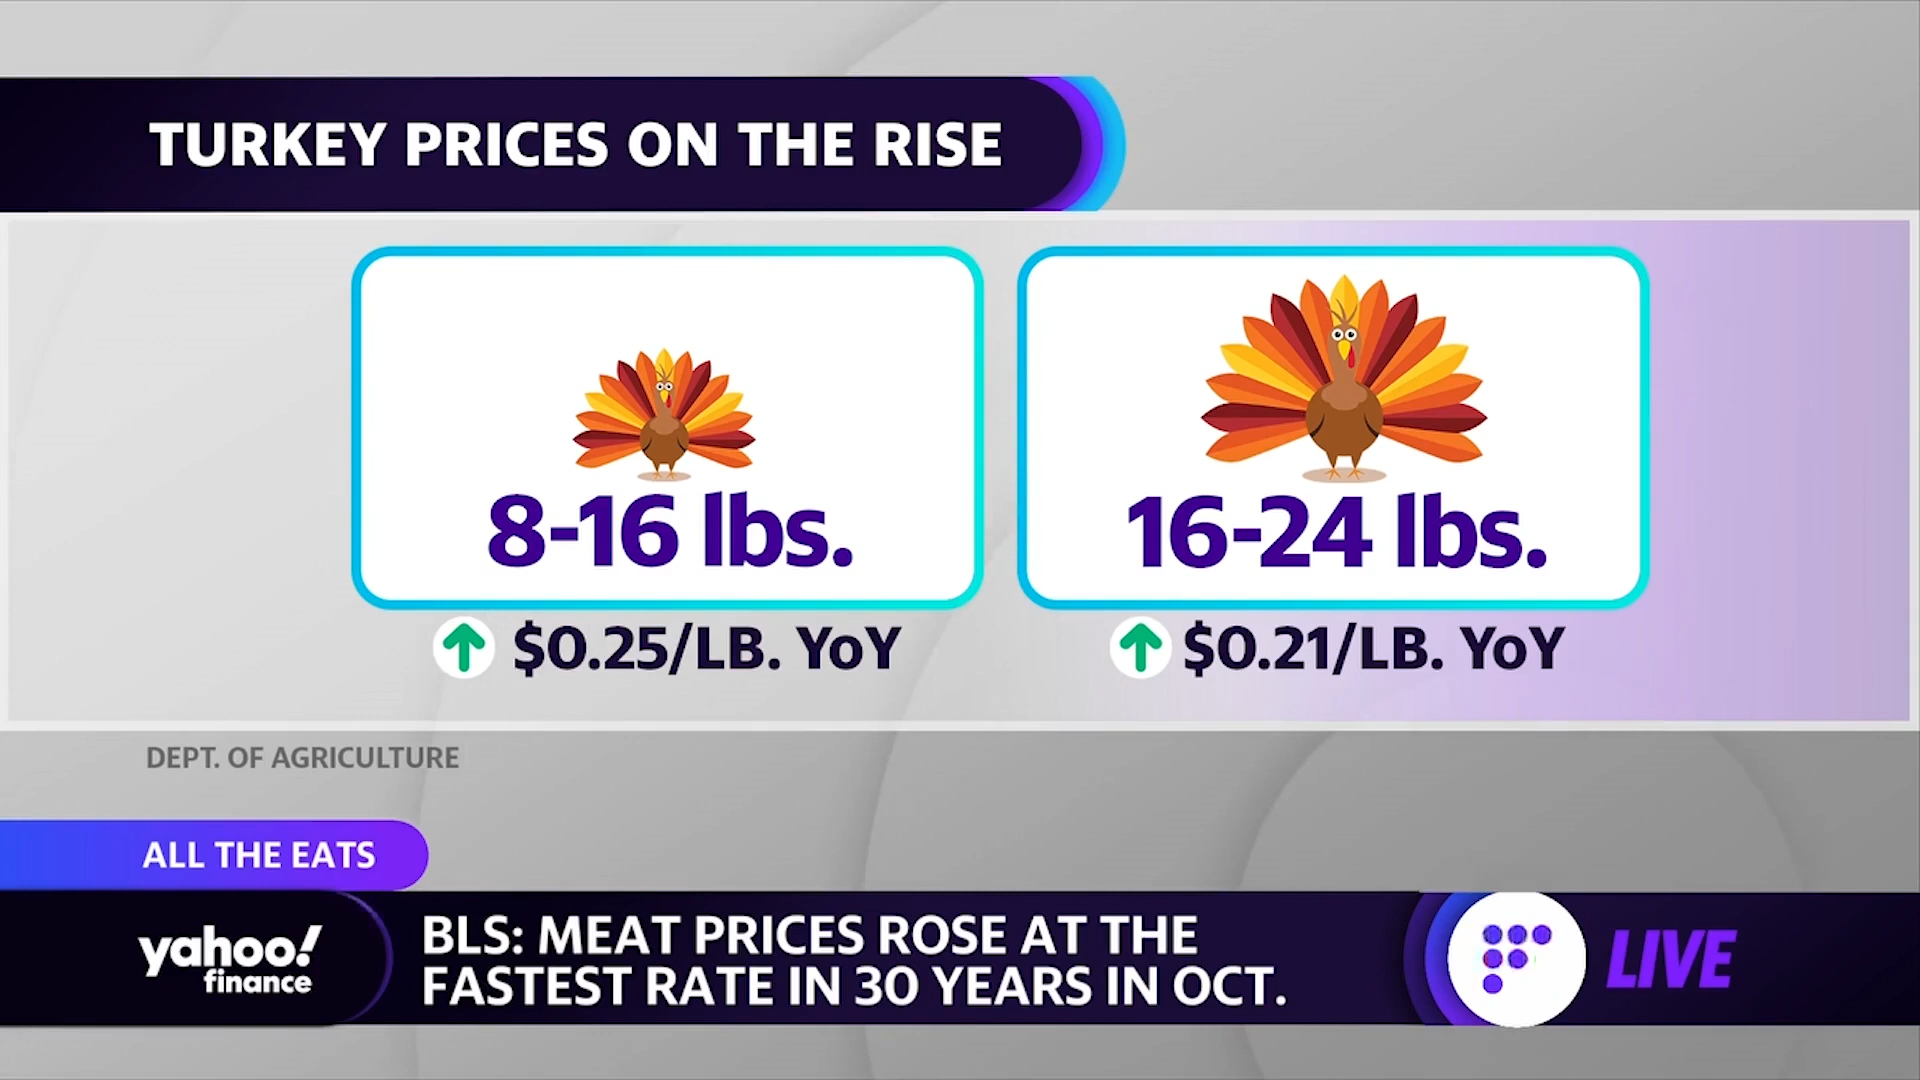 TURKEY PRICES ON THE RISE
8-16 lbs.
$0.25/LB. YoY
16-24 lbs.
$0.21/LB. YoY
DEPT. OF AGRICULTURE
ALL THE EATS
yahoo!
finance
BLS: MEAT PRICES ROSE AT THE
FASTEST RATE IN 30 YEARS IN OCT.
LIVE